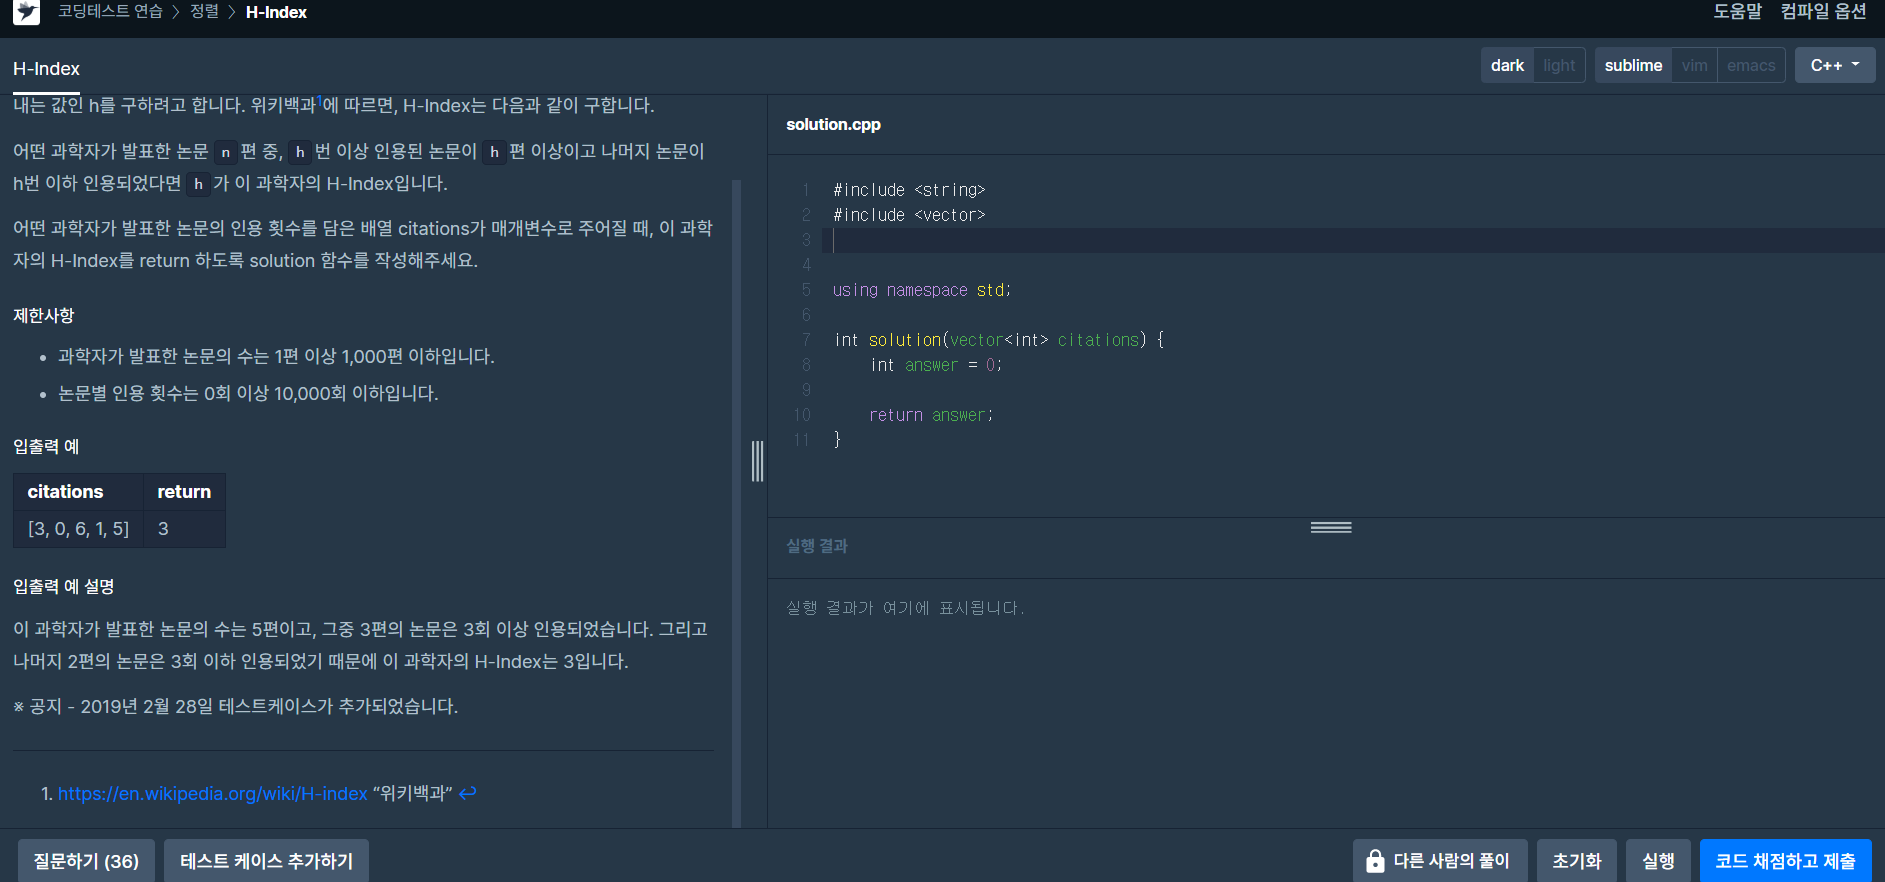 코딩테스트 연습 > 정렬 > H-Index
도움말 컴파일 옵션
H-Index
dark light sublime vim emacs C++
내는 값인 h를 구하려고 합니다. 위키백과1에 따르면, H-Index는 다음과 같이 구합니다.
어떤 과학자가 발표한 논문 n 편 중, h 번 이상 인용된 논문이 h 편 이상이고 나머지 논문이
h번 이하 인용되었다면 h 가 이 과학자의 H-Index입니다.
어떤 과학자가 발표한 논문의 인용 횟수를 담은 배열 citations가 매개변수로 주어질 때, 이 과학
자의 H-Index를 return 하도록 solution 함수를 작성해주세요.
제한사항
• 과학자가 발표한 논문의 수는 1편 이상 1,000편 이하입니다.
• 논문별 인용 횟수는 0회 이상 10,000회 이하입니다.
입출력 예
citations return
[3, 0, 6, 1, 5] 3
입출력 예 설명
이 과학자가 발표한 논문의 수는 5편이고, 그중 3편의 논문은 3회 이상 인용되었습니다. 그리고
나머지 2편의 논문은 3회 이하 인용되었기 때문에 이 과학자의 H-Index는 3입니다.
※ 공지 - 2019년 2월 28일 테스트케이스가 추가되었습니다.
1. https://en.wikipedia.org/wiki/H-index “위키백과” ↩
solution.cpp
1 #include <string>
2 #include <vector>
3
4
5 using namespace std;
6
7 int solution(vector<int> citations) {
8     int answer = 0;
9
10     return answer;
11 }
실행 결과
실행 결과가 여기에 표시됩니다.
질문하기 (36) 테스트 케이스 추가하기
다른 사람의 풀이 초기화 실행 코드 채점하고 제출